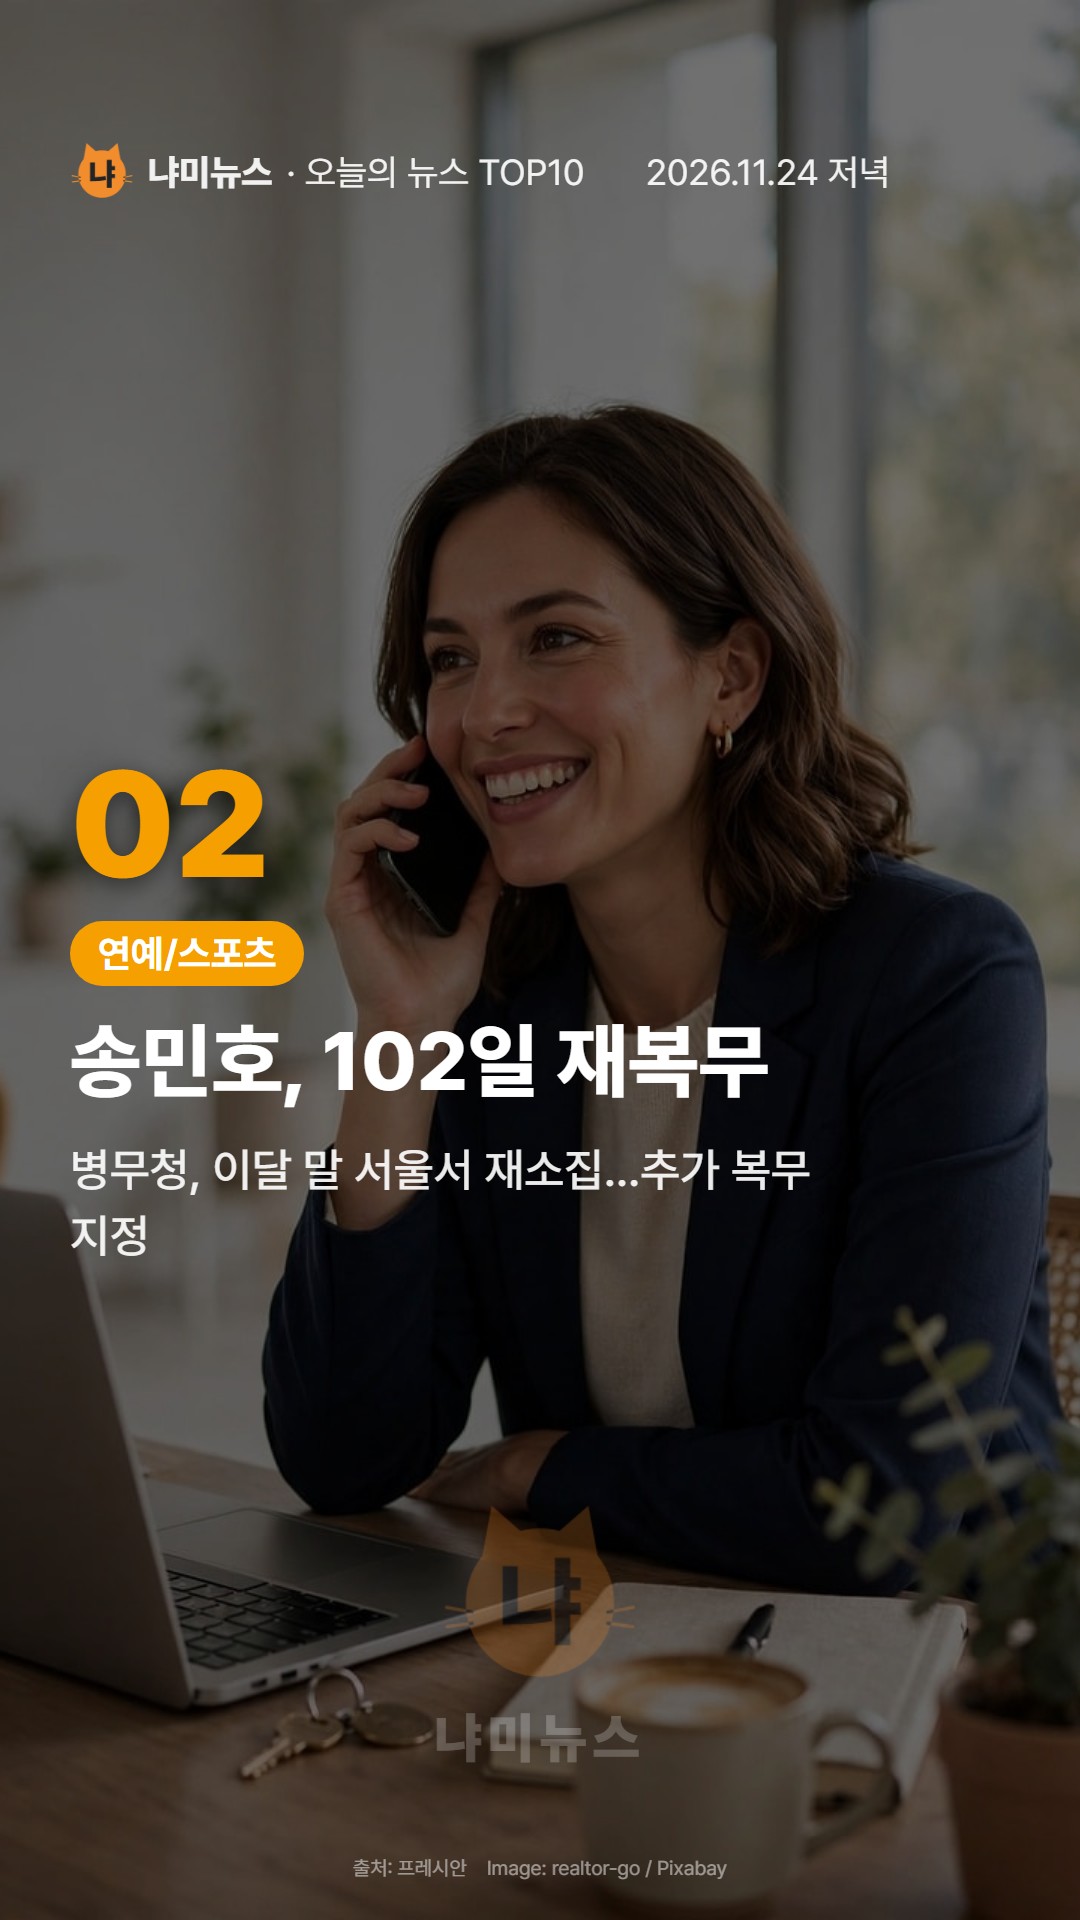 냐 냐미뉴스 · 오늘의 뉴스 TOP10 2026.11.24 저녁
02
연예/스포츠
송민호, 102일 재복무
병무청, 이달 말 서울서 재소집...추가 복무
지정
냐
냐미뉴스
출처: 프레시안 Image: realtor-go / Pixabay